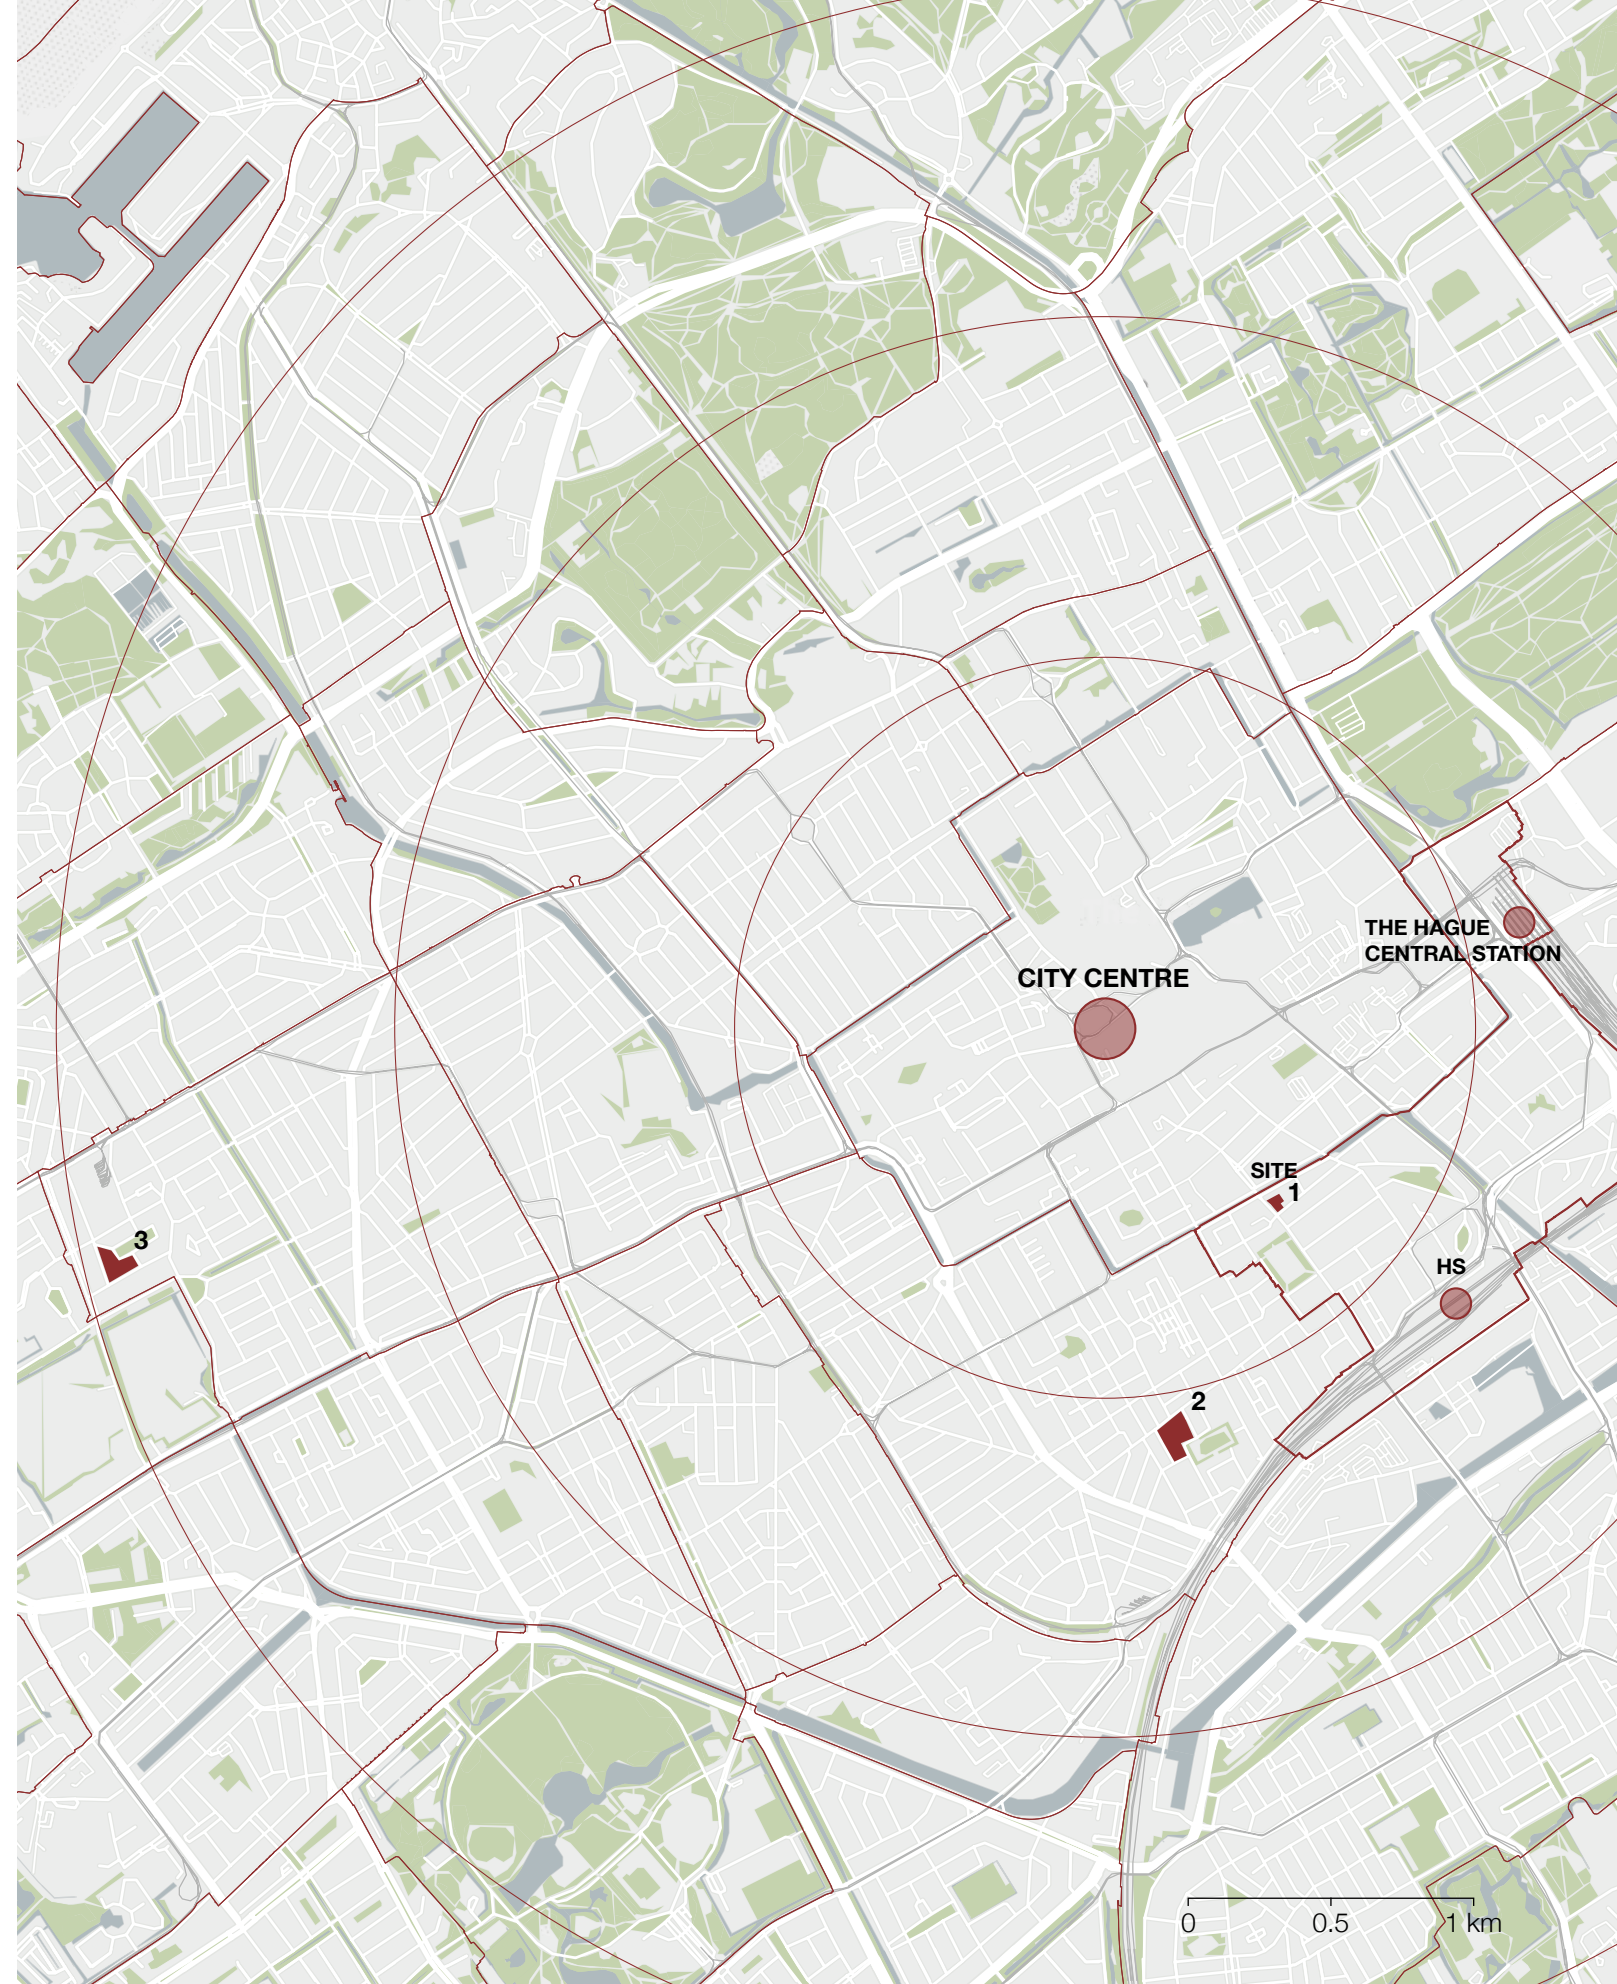 THE HAGUE
CENTRAL STATION
CITY CENTRE
SITE
1
3
HS
2
0
0.5
1 km